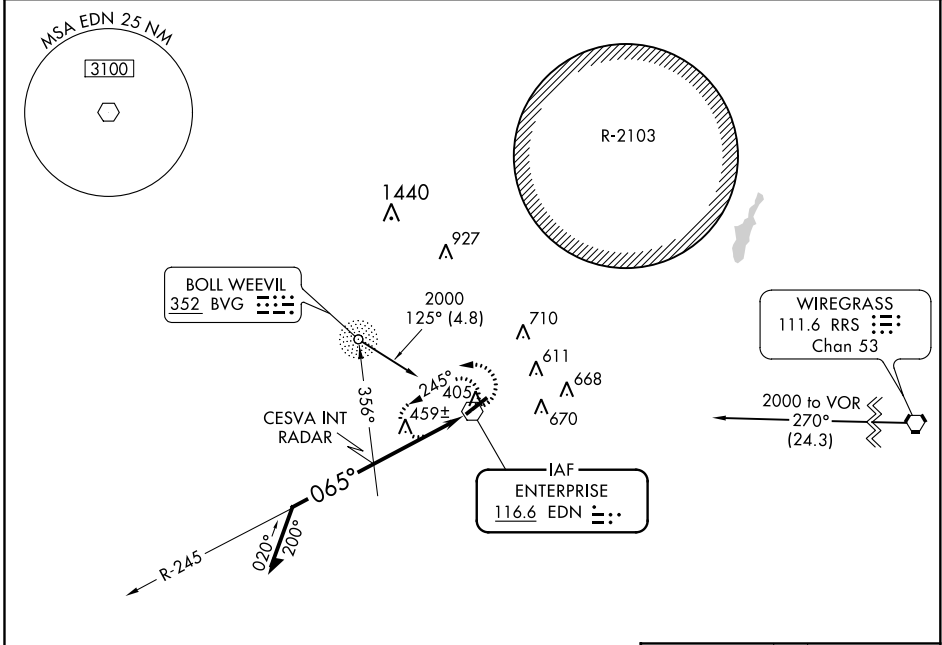 MSA EDN 25 NM
3100
R-2103
1440
927
BOLL WEEVIL
352 BVG
2000
125° (4.8)
WIREGRASS
111.6 RRS
Chan 53
710
611
668
670
356°
245°
405
459±
CESVA INT
RADAR
2000 to VOR
270°
(24.3)
065°
IAF
ENTERPRISE
116.6 EDN
R-245
020°
200°